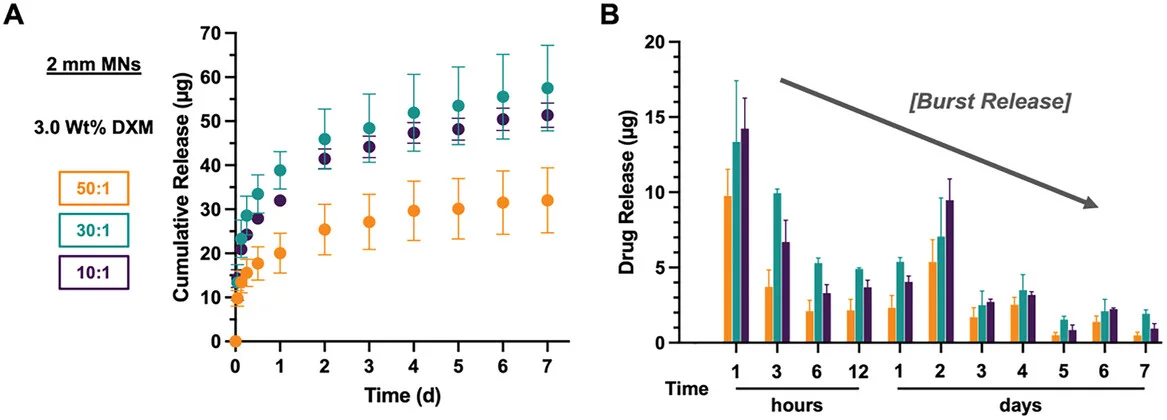 A
2 mm MNs
3.0 Wt% DXM
50:1
30:1
10:1
Cumulative Release (µg)
70
60
50
40
30
20
10
0
0 1 2 3 4 5 6 7
Time (d)
B
[Burst Release]
Drug Release (µg)
20
15
10
5
0
1 3 6 12 1 2 3 4 5 6 7
Time
hours days